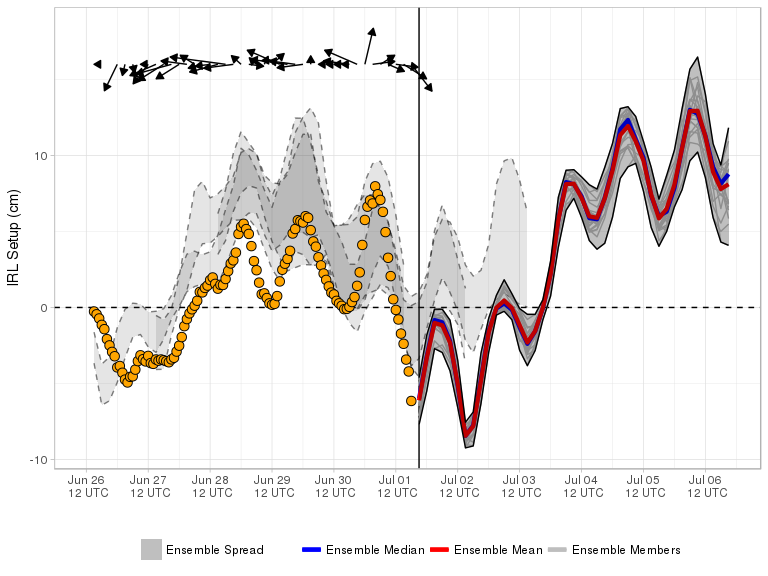 IRL Setup (cm)
10
0
-10
Jun 26 Jun 27 Jun 28 Jun 29 Jun 30 Jul 01 Jul 02 Jul 03 Jul 04 Jul 05 Jul 06
12 UTC 12 UTC 12 UTC 12 UTC 12 UTC 12 UTC 12 UTC 12 UTC 12 UTC 12 UTC 12 UTC
Ensemble Spread Ensemble Median Ensemble Mean Ensemble Members